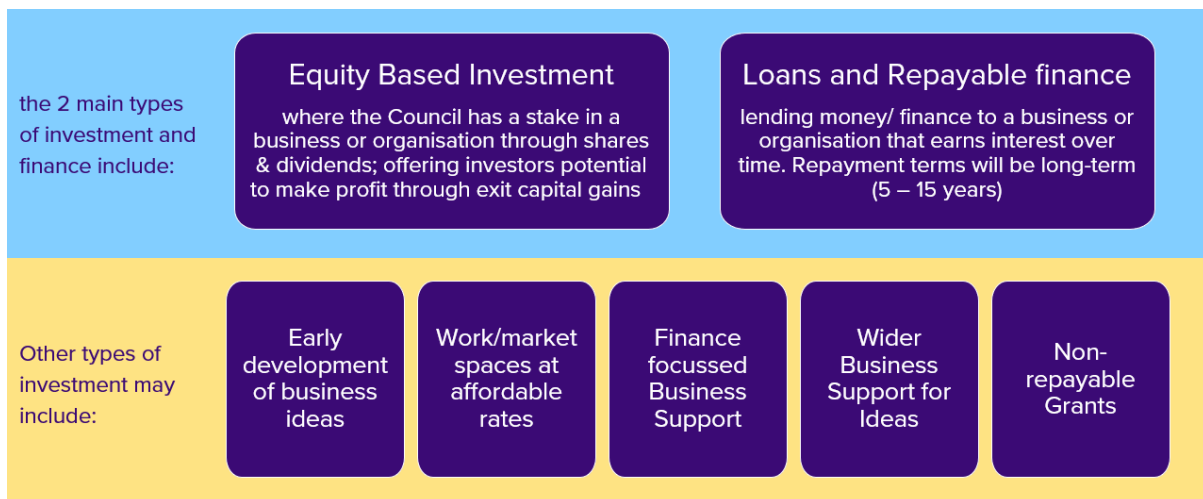 the 2 main types
of investment and
finance include:
Equity Based Investment
where the Council has a stake in a
business or organisation through shares
& dividends; offering investors potential
to make profit through exit capital gains
Loans and Repayable finance
lending money/ finance to a business or
organisation that earns interest over
time. Repayment terms will be long-term
(5 – 15 years)
Other types of
investment may
include:
Early
development
of business
ideas
Work/market
spaces at
affordable
rates
Finance
focussed
Business
Support
Wider
Business
Support for
Ideas
Non-
repayable
Grants